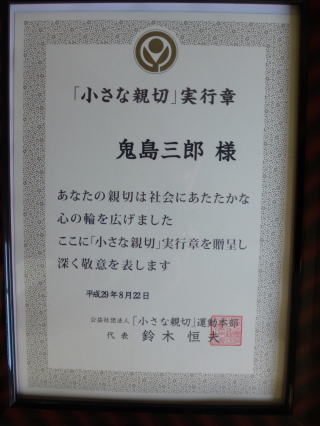 「小さな親切」実行章
鬼島三郎 様
あなたの親切は社会にあたたかな
心の輪を広げました
ここに「小さな親切」実行章を贈呈し
深く敬意を表します
平成29年8月22日
公益社団法人 「小さな親切」運動本部
代表 鈴木恒夫